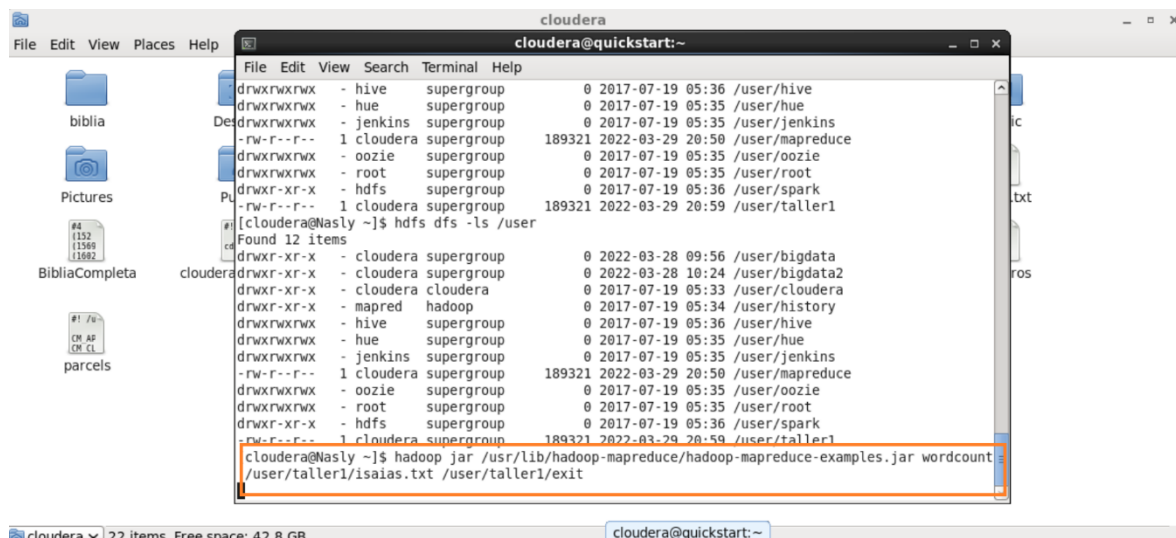 cloudera
File Edit View Places Help
cloudera@quickstart:~
File Edit View Search Terminal Help
biblia
Pictures
#4
(152
(1569
(1602
BibliaCompleta
#! /u
CM_AP
CM_CL
parcels
drwxrwxrwx - hive supergroup 0 2017-07-19 05:36 /user/hive
drwxrwxrwx - hue supergroup 0 2017-07-19 05:35 /user/hue
drwxrwxrwx - jenkins supergroup 0 2017-07-19 05:35 /user/jenkins
-rw-r--r-- 1 cloudera supergroup 189321 2022-03-29 20:50 /user/mapreduce
drwxrwxrwx - oozie supergroup 0 2017-07-19 05:35 /user/oozie
drwxrwxrwx - root supergroup 0 2017-07-19 05:35 /user/root
drwxr-xr-x - hdfs supergroup 0 2017-07-19 05:36 /user/spark
-rw-r--r-- 1 cloudera supergroup 189321 2022-03-29 20:59 /user/taller1
[cloudera@Nasly ~]$ hdfs dfs -ls /user
Found 12 items
drwxr-xr-x - cloudera supergroup 0 2022-03-28 09:56 /user/bigdata
drwxr-xr-x - cloudera supergroup 0 2022-03-28 10:24 /user/bigdata2
drwxr-xr-x - cloudera cloudera 0 2017-07-19 05:33 /user/cloudera
drwxr-xr-x - mapred hadoop 0 2017-07-19 05:34 /user/history
drwxrwxrwx - hive supergroup 0 2017-07-19 05:36 /user/hive
drwxrwxrwx - hue supergroup 0 2017-07-19 05:35 /user/hue
drwxrwxrwx - jenkins supergroup 0 2017-07-19 05:35 /user/jenkins
-rw-r--r-- 1 cloudera supergroup 189321 2022-03-29 20:50 /user/mapreduce
drwxrwxrwx - oozie supergroup 0 2017-07-19 05:35 /user/oozie
drwxrwxrwx - root supergroup 0 2017-07-19 05:35 /user/root
drwxr-xr-x - hdfs supergroup 0 2017-07-19 05:36 /user/spark
-rw-r--r-- 1 cloudera supergroup 189321 2022-03-29 20:59 /user/taller1
cloudera@Nasly ~]$ hadoop jar /usr/lib/hadoop-mapreduce/hadoop-mapreduce-examples.jar wordcount
/user/taller1/isaias.txt /user/taller1/exit
cloudera 22 items, Free space: 42.8 GB
cloudera@quickstart:~